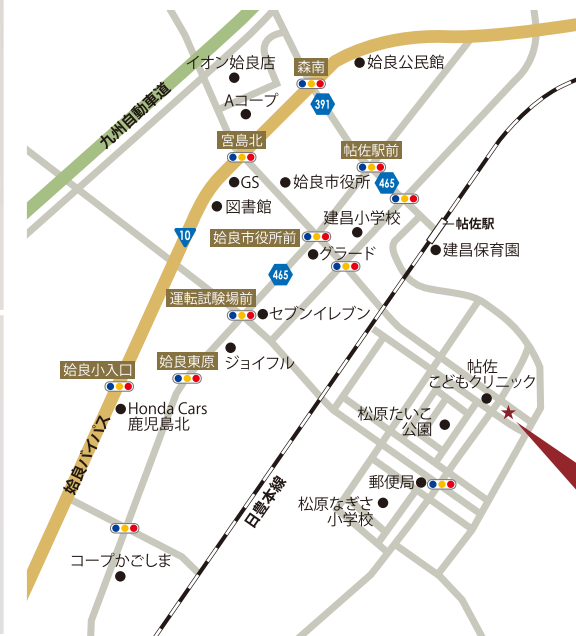 イオン姶良店
森南
姶良公民館
九州自動車道
Aコープ
391
宮島北
帖佐駅前
GS
姶良市役所
465
図書館
建昌小学校
帖佐駅
10
姶良市役所前
グラード
建昌保育園
465
運転試験場前
セブンイレブン
姶良小入口
姶良東原
ジョイフル
帖佐
こどもクリニック
Honda Cars
鹿児島北
松原たいこ
公園
姶良バイパス
郵便局
日豊本線
松原なぎさ
小学校
コープかごしま